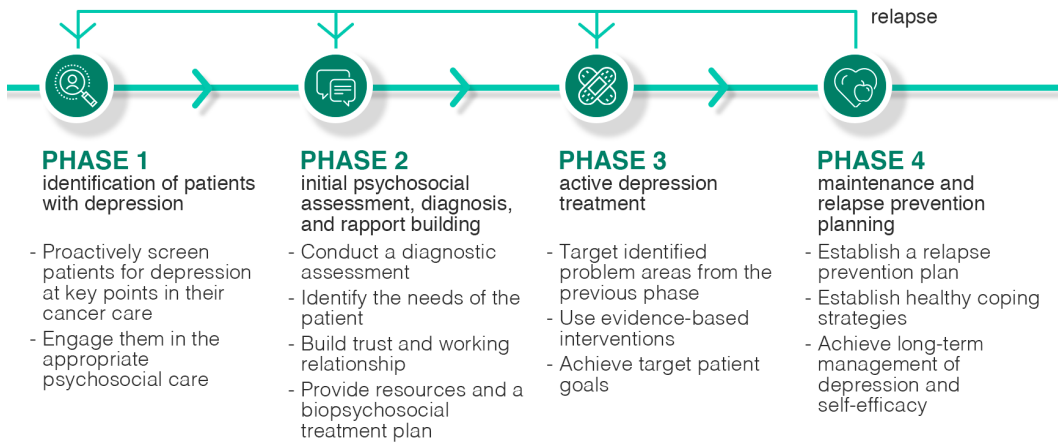 relapse
PHASE 1
identification of patients
with depression
- Proactively screen
patients for depression
at key points in their
cancer care
- Engage them in the
appropriate
psychosocial care
PHASE 2
initial psychosocial
assessment, diagnosis,
and rapport building
- Conduct a diagnostic
assessment
- Identify the needs of the
patient
- Build trust and working
relationship
- Provide resources and a
biopsychosocial
treatment plan
PHASE 3
active depression
treatment
- Target identified
problem areas from the
previous phase
- Use evidence-based
interventions
- Achieve target patient
goals
PHASE 4
maintenance and
relapse prevention
planning
- Establish a relapse
prevention plan
- Establish healthy coping
strategies
- Achieve long-term
management of
depression and
self-efficacy